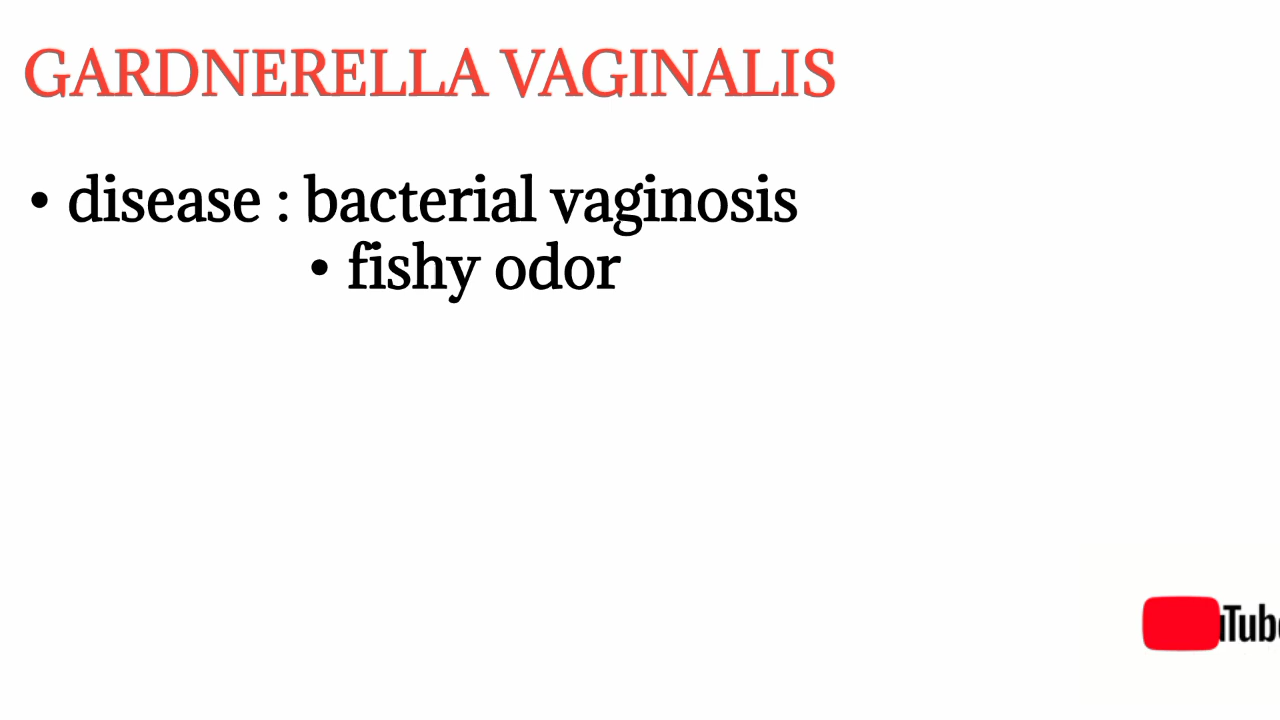 GARDNERELLA VAGINALIS
• disease : bacterial vaginosis
• fishy odor